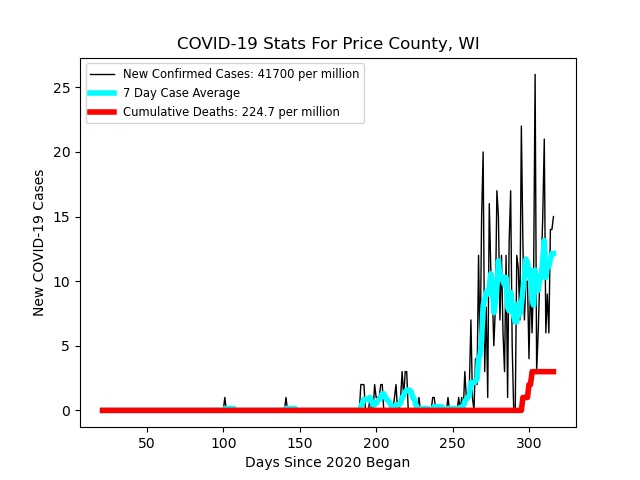 COVID-19 Stats For Price County, WI
New Confirmed Cases: 41700 per million
7 Day Case Average
Cumulative Deaths: 224.7 per million
25
20
15
10
5
0
New COVID-19 Cases
50 100 150 200 250 300
Days Since 2020 Began